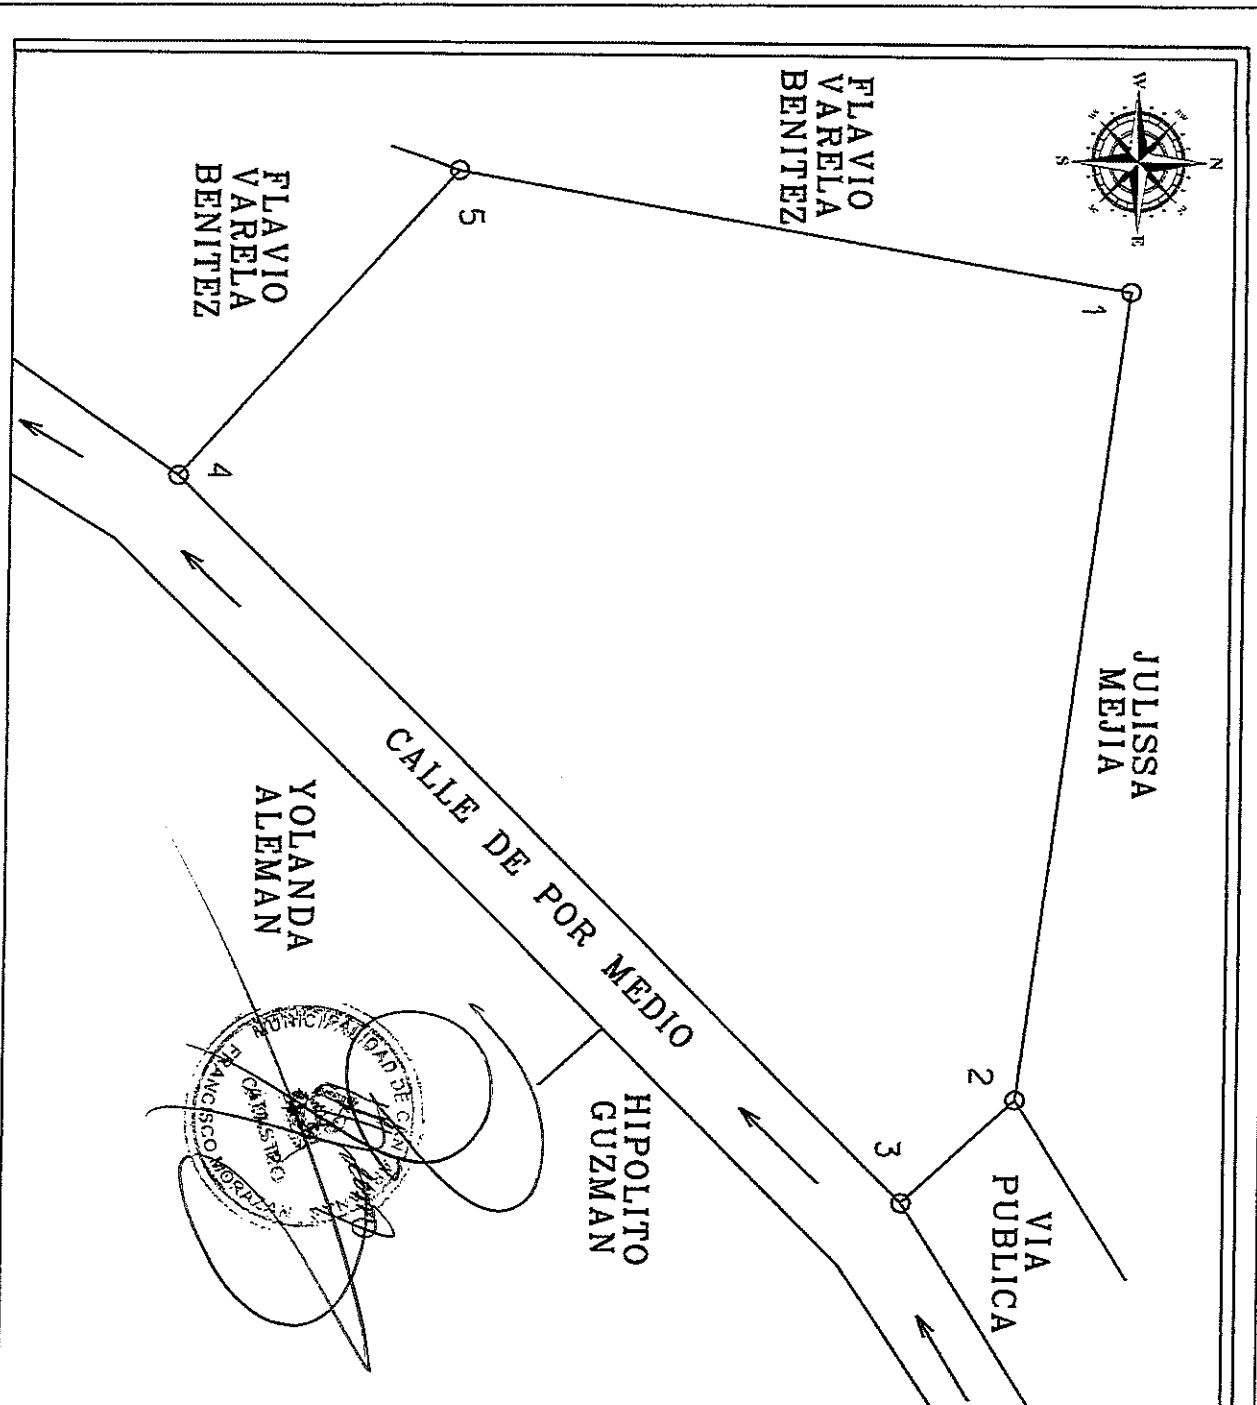 N
W
E
S
FLAVIO
VARELA
BENITEZ
1
JULISSA
MEJIA
2
VIA
PUBLICA
3
5
FLAVIO
VARELA
BENITEZ
4
CALLE DE POR MEDIO
HIPOLITO
GUZMAN
YOLANDA
ALEMAN
MUNICIPALIDAD DE
CATASTRO
FRANCISCO MORAZAN